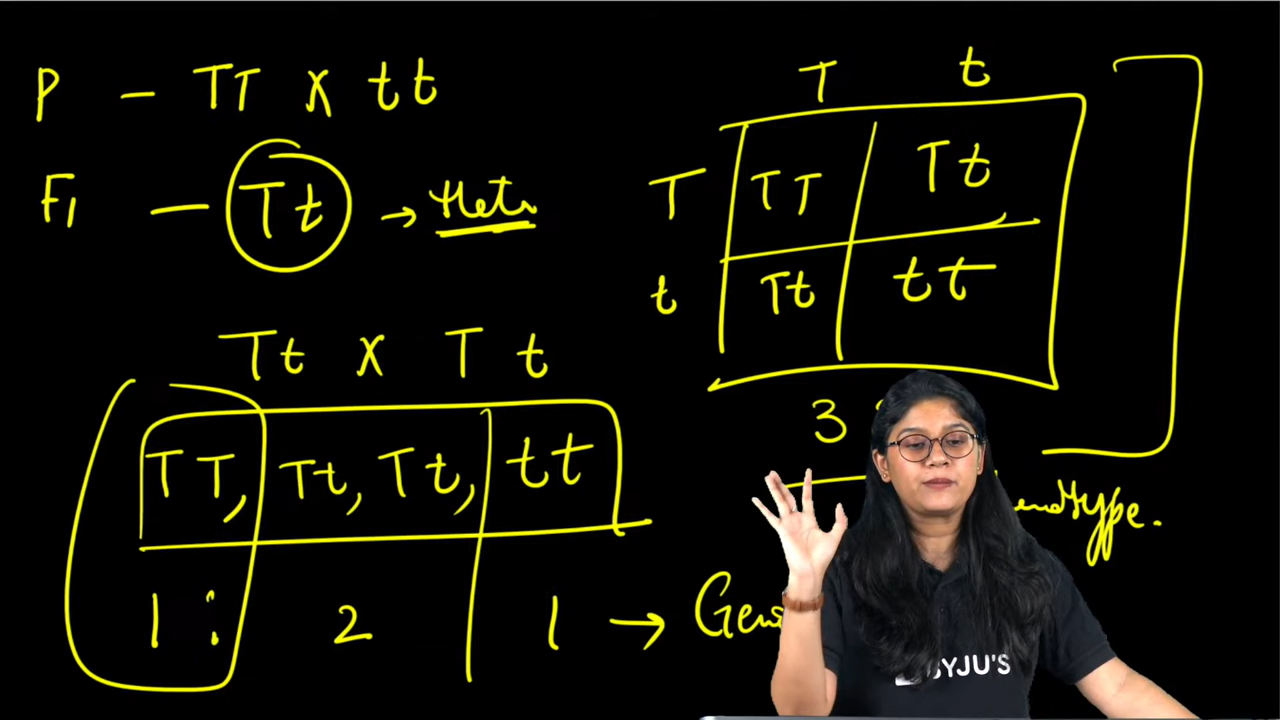 P - TT x tt
F1 - Tt → Hete
Tt x T t
TT, Tt, Tt, tt
1 : 2 1 →
T t
T TT Tt
t Tt tt
3
BYJU'S